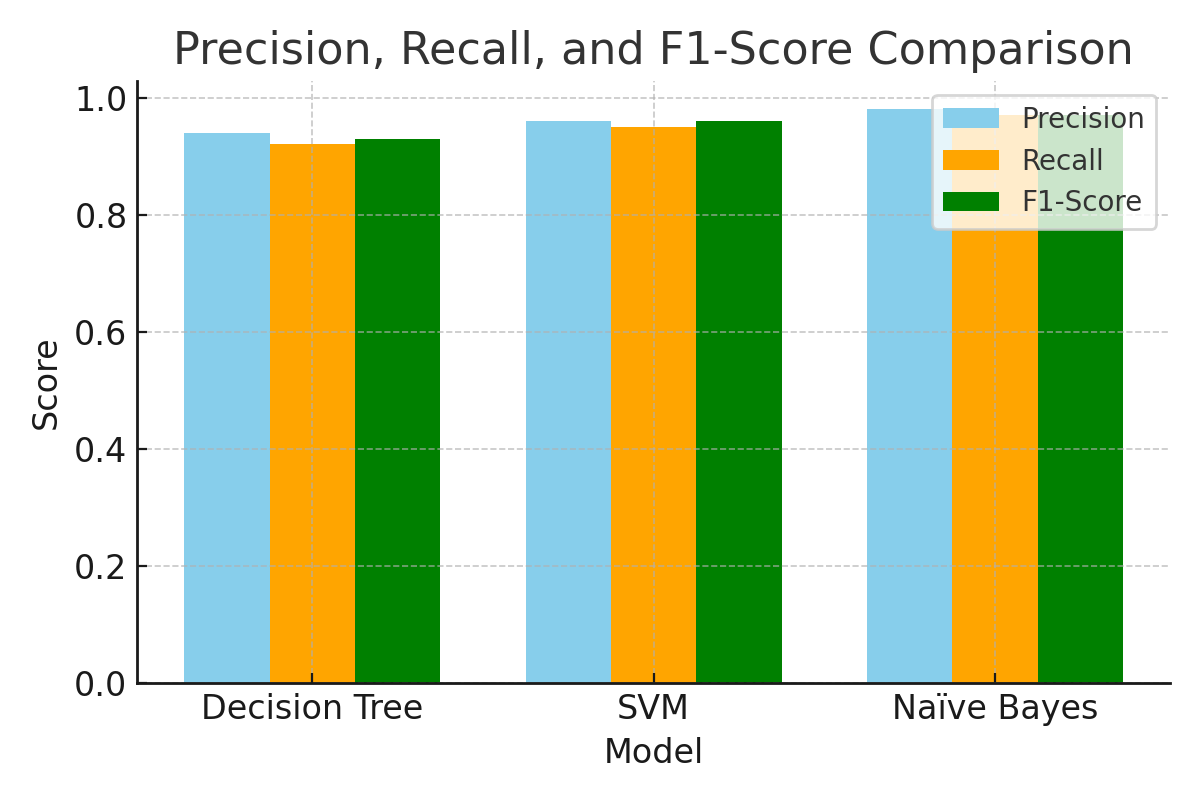 Precision, Recall, and F1-Score Comparison
1.0
0.8
0.6
0.4
0.2
0.0
Score
Precision
Recall
F1-Score
Decision Tree
SVM
Naïve Bayes
Model